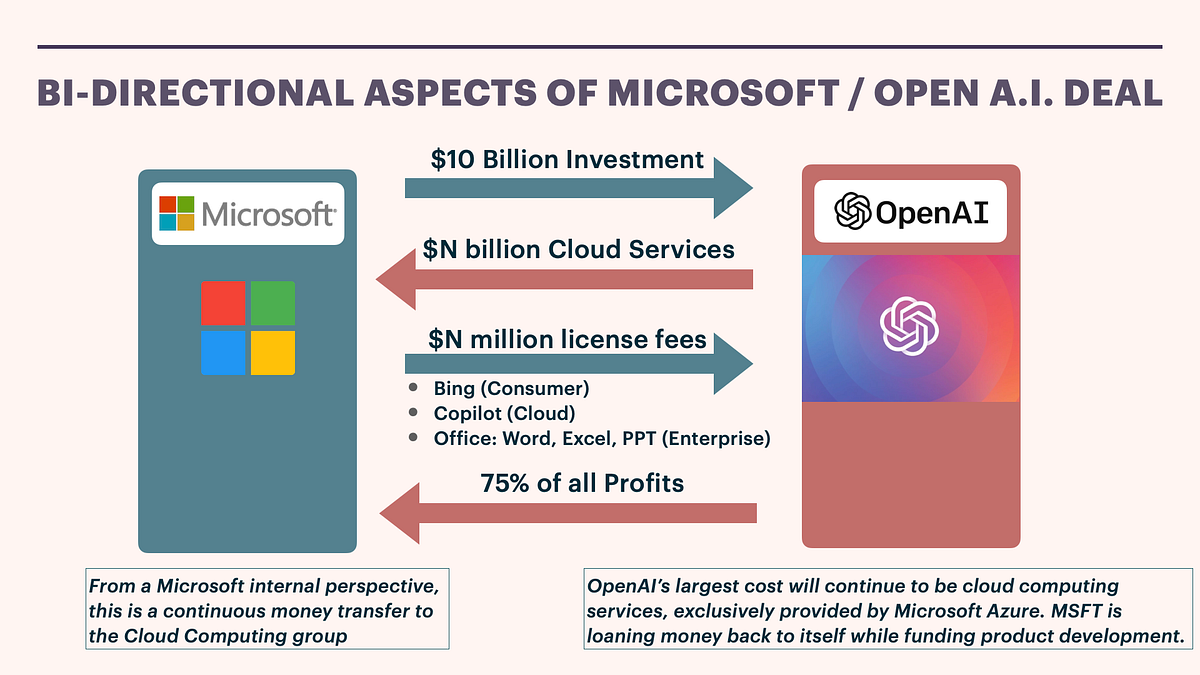 BI-DIRECTIONAL ASPECTS OF MICROSOFT / OPEN A.I. DEAL
$10 Billion Investment
Microsoft
OpenAI
$N billion Cloud Services
$N million license fees
• Bing (Consumer)
• Copilot (Cloud)
• Office: Word, Excel, PPT (Enterprise)
75% of all Profits
From a Microsoft internal perspective,
this is a continuous money transfer to
the Cloud Computing group
OpenAI’s largest cost will continue to be cloud computing
services, exclusively provided by Microsoft Azure. MSFT is
loaning money back to itself while funding product development.